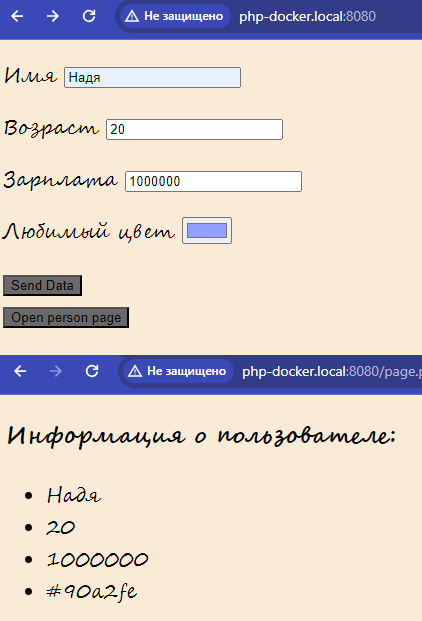 Не защищено php-docker.local:8080
Имя Надя
Возраст 20
Зарплата 1000000
Любимый цвет
Send Data
Open person page
Не защищено php-docker.local:8080/page.p
Информация о пользователе:
Надя
20
1000000
#90a2fe